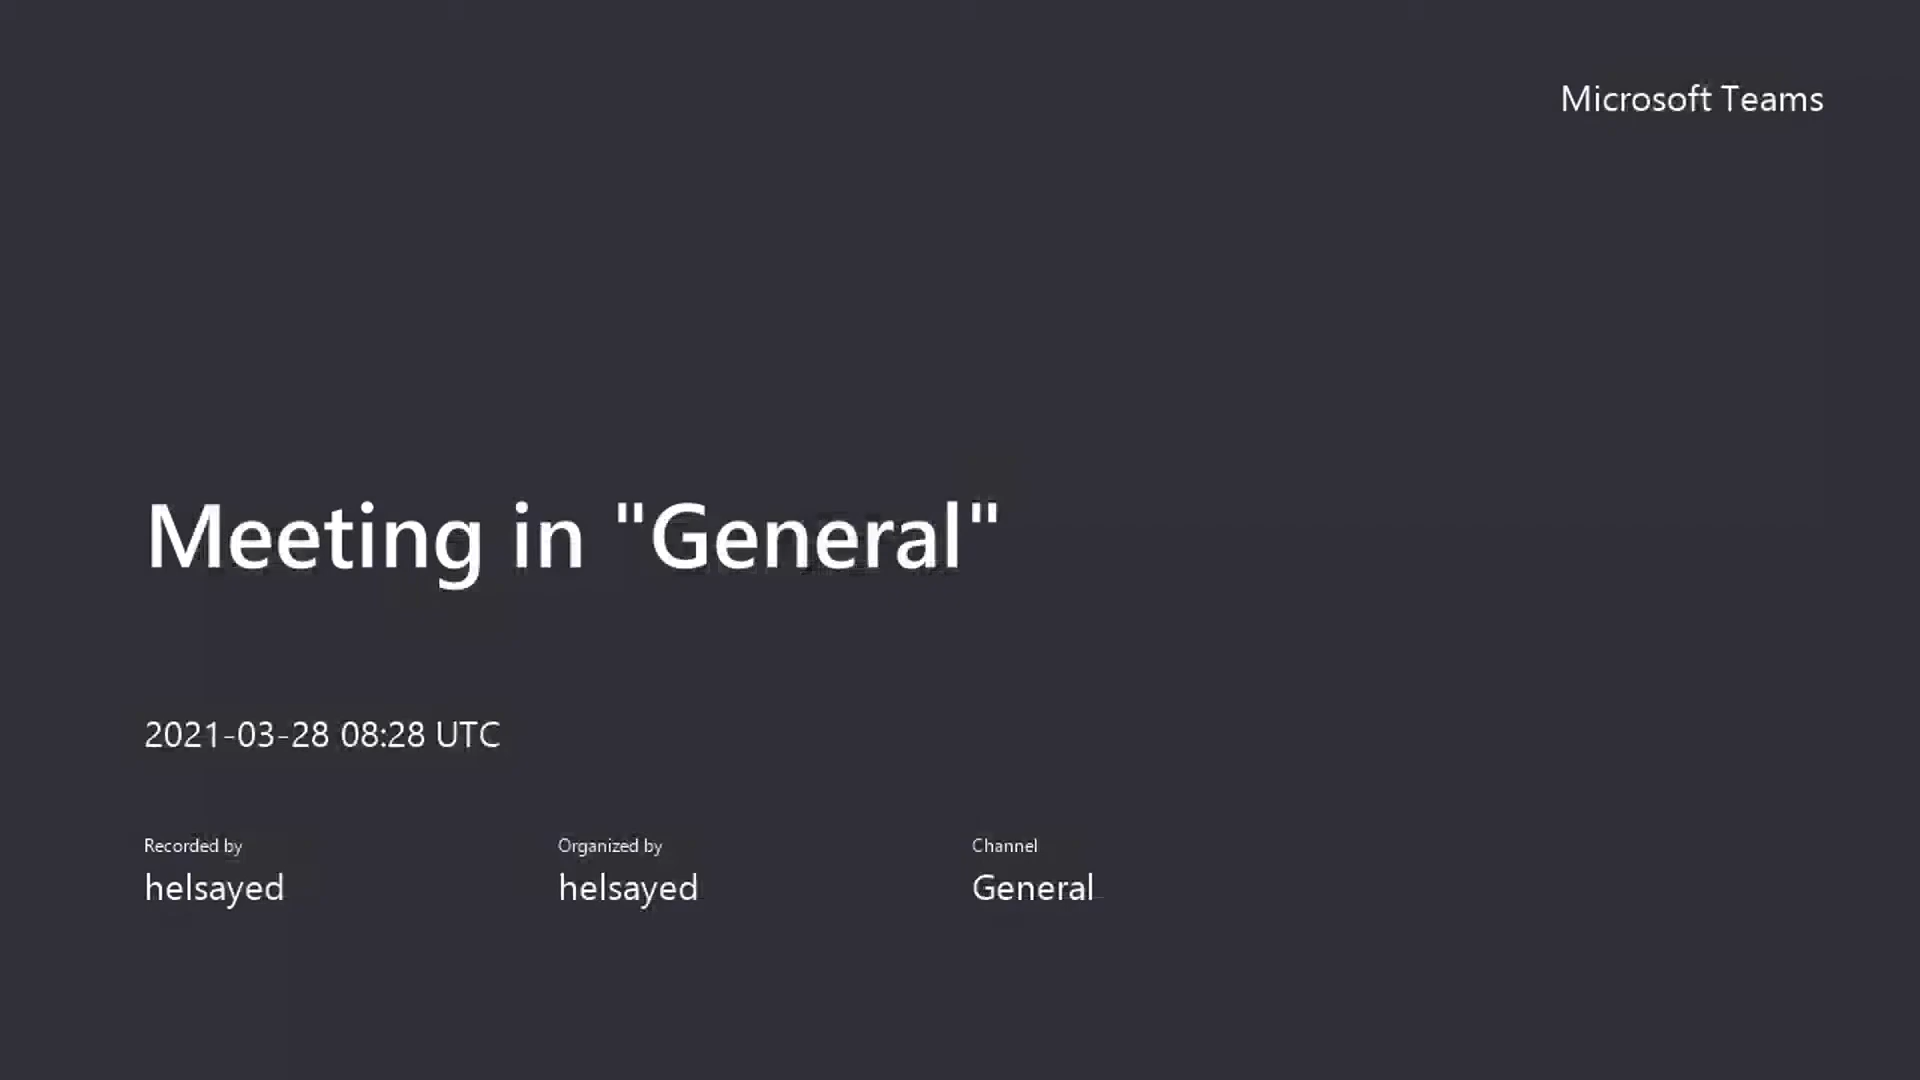 Microsoft Teams
Meeting in "General"
2021-03-28 08:28 UTC
Recorded by
helsayed
Organized by
helsayed
Channel
General